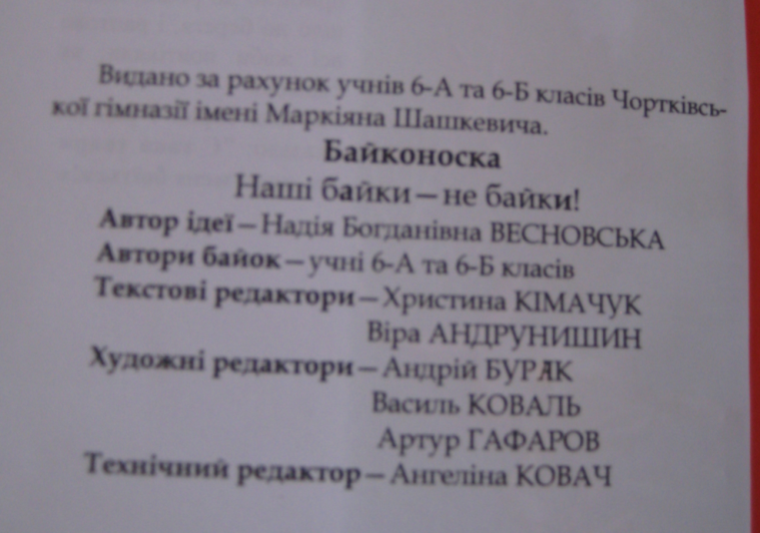 Видано за рахунок учнів 6-А та 6-Б класів Чортківсь-
кої гімназії імені Маркіяна Шашкевича.
Байконоска
Наші байки – не байки!
Автор ідеї – Надія Богданівна ВЕСНОВСЬКА
Автори байок – учні 6-А та 6-Б класів
Текстові редактори – Христина КІМАЧУК
Віра АНДРУНИШИН
Художні редактори – Андрій БУРАК
Василь КОВАЛЬ
Артур ГАФАРОВ
Технічний редактор – Ангеліна КОВАЧ